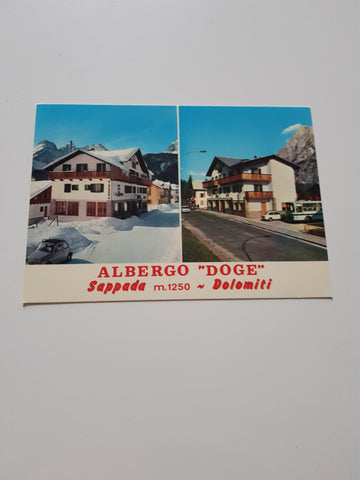 ALBERGO "DOGE"
Sappada m.1250 ~ Dolomiti